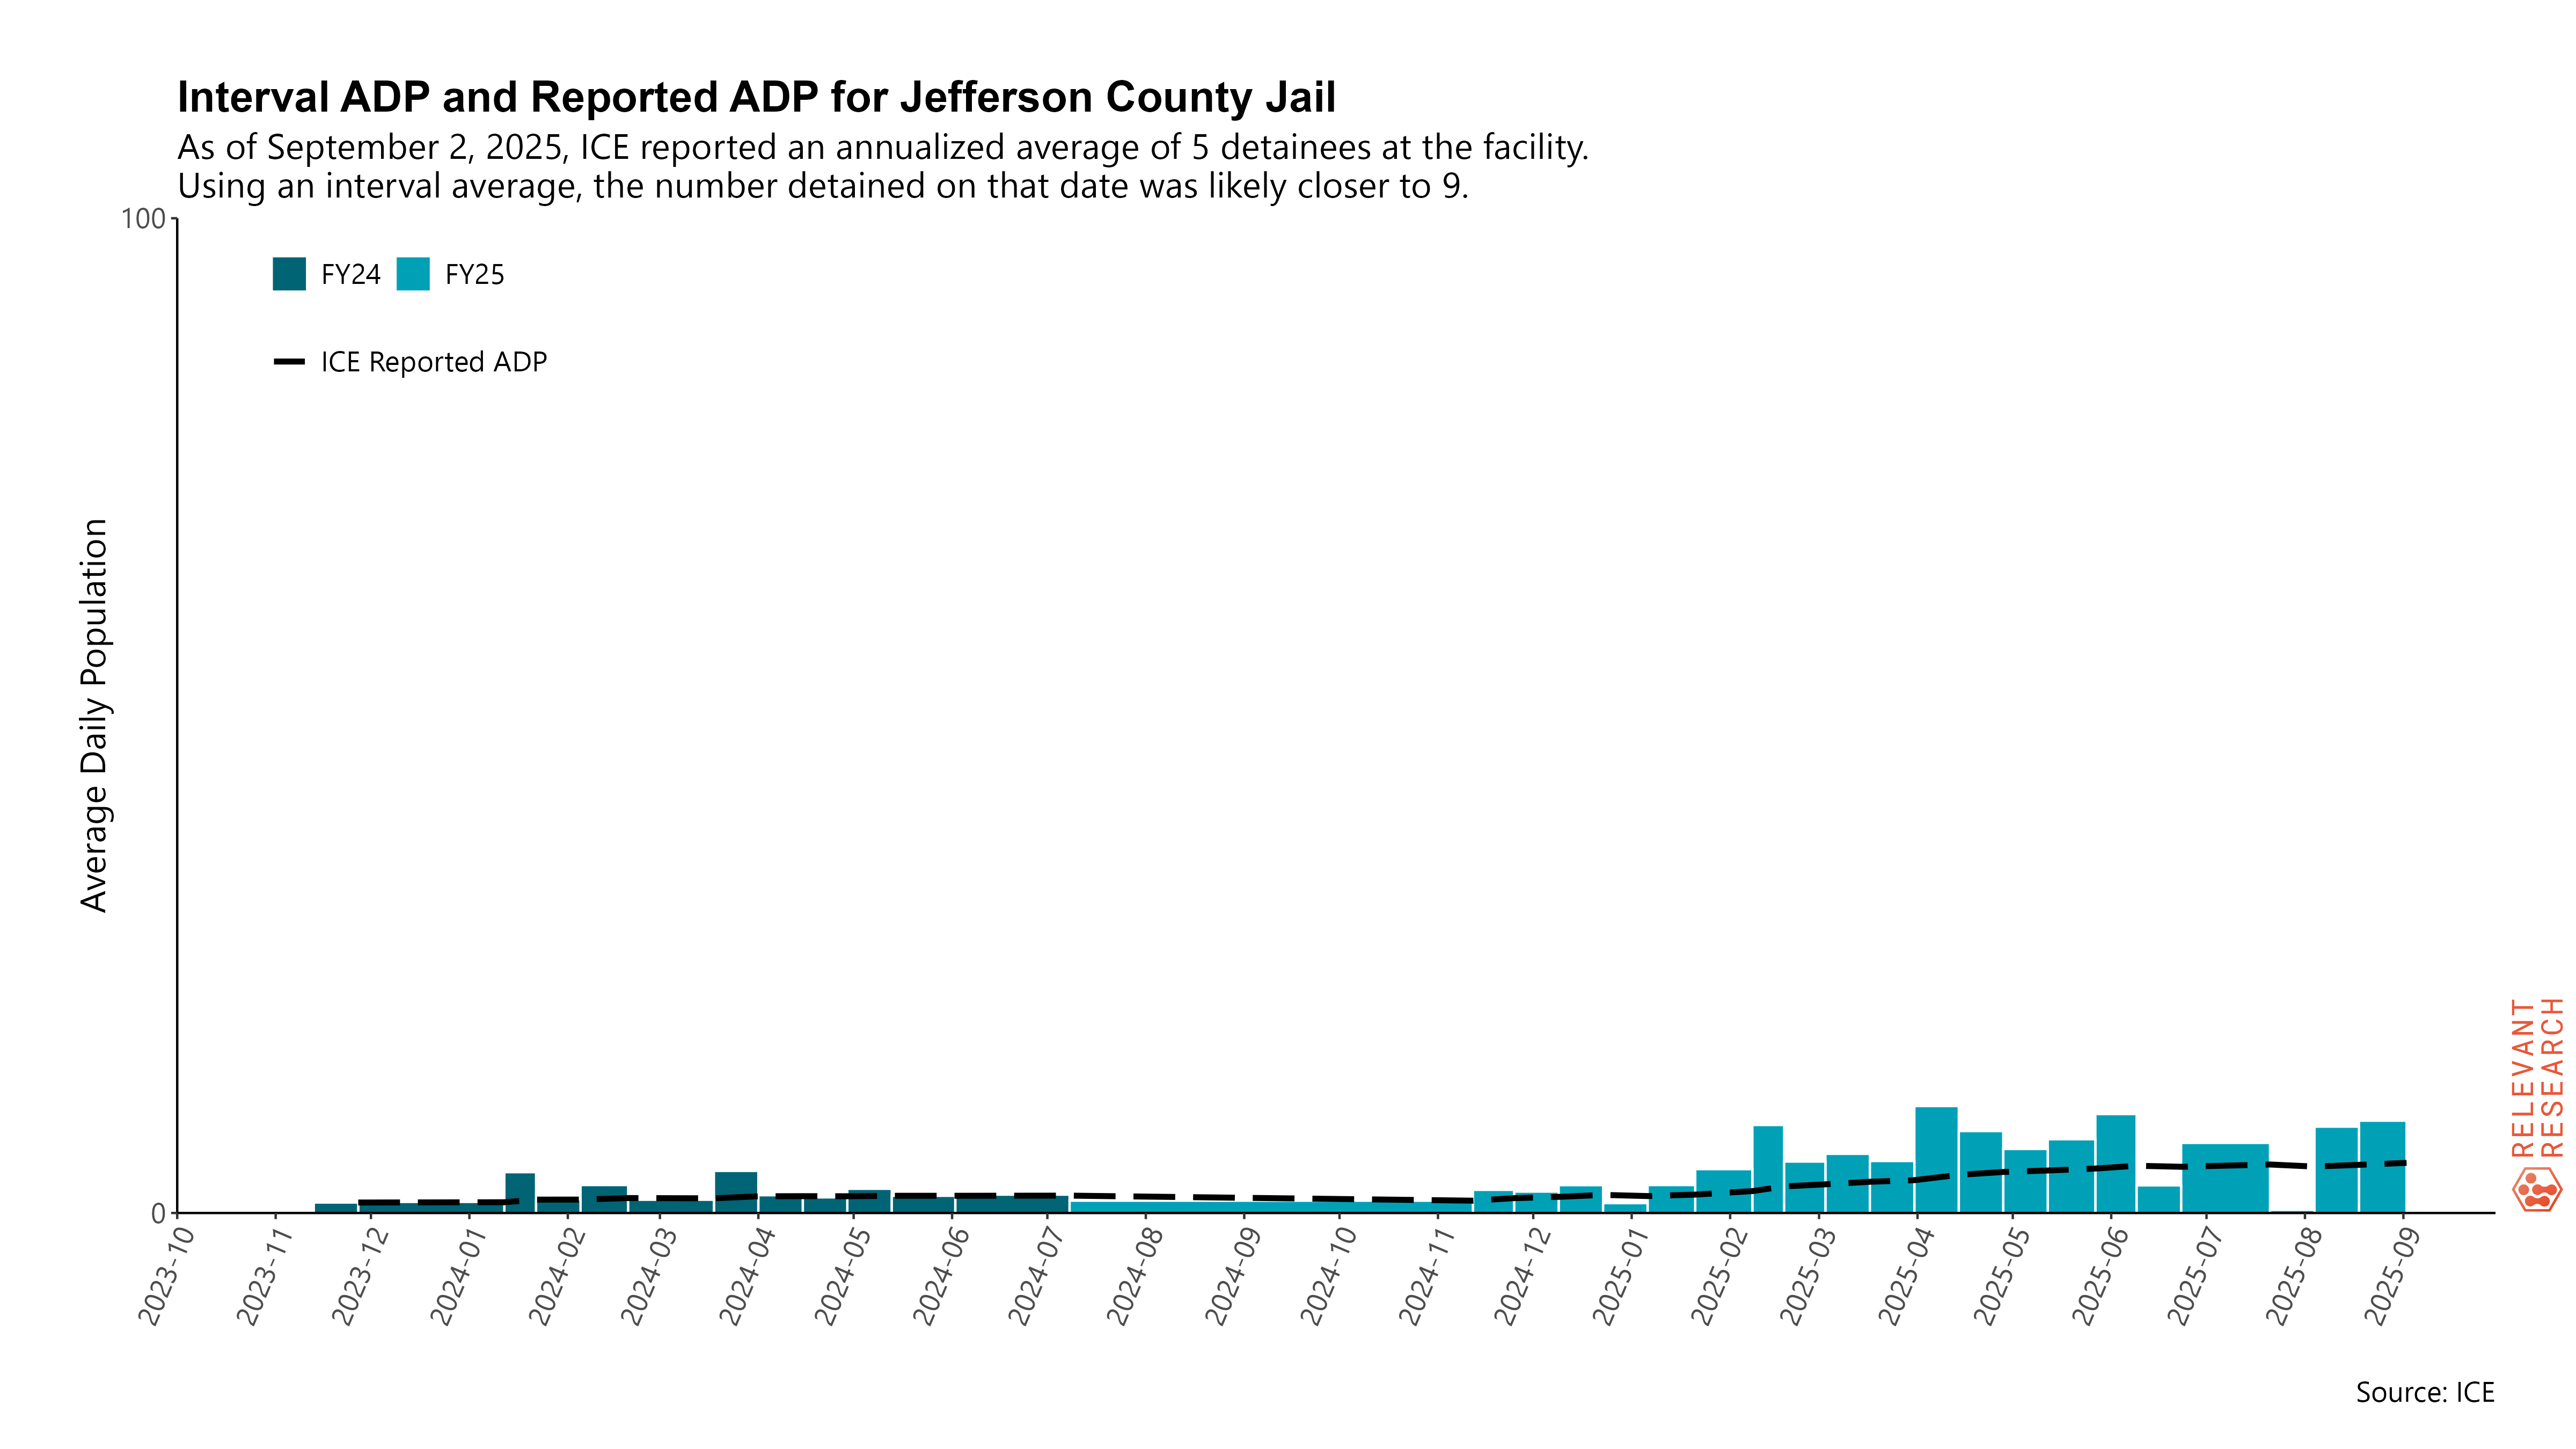 Interval ADP and Reported ADP for Jefferson County Jail
As of September 2, 2025, ICE reported an annualized average of 5 detainees at the facility.
Using an interval average, the number detained on that date was likely closer to 9.
100
FY24 FY25
ICE Reported ADP
Average Daily Population
0
2023-10
2023-11
2023-12
2024-01
2024-02
2024-03
2024-04
2024-05
2024-06
2024-07
2024-08
2024-09
2024-10
2024-11
2024-12
2025-01
2025-02
2025-03
2025-04
2025-05
2025-06
2025-07
2025-08
2025-09
RELEVANT
RESEARCH
Source: ICE